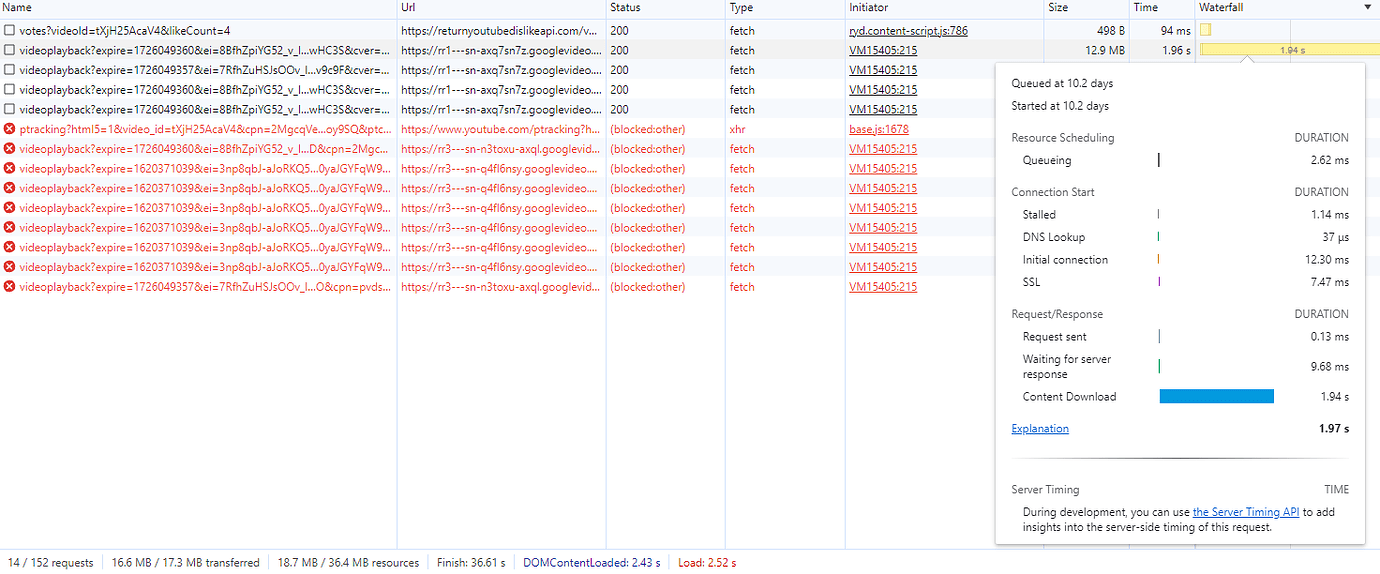 Name Url Status Type Initiator Size Time Waterfall
votes?videoId=tXjH25AcaV4&likeCount=4 https://returnyoutubedislikeapi.com/v... 200 fetch ryd.content-script.js:786 498 B 94 ms
videoplayback?expire=1726049360&ei=8BfhZpiYG52_v_I...wHC3S&cver=... https://rr1---sn-axq7sn7z.googlevideo.... 200 fetch VM15405:215 12.9 MB 1.96 s 1.94 s
videoplayback?expire=1726049357&ei=7RfhZuHSJsOOv_I...v9c9F&cver=... https://rr1---sn-axq7sn7z.googlevideo.... 200 fetch VM15405:215
videoplayback?expire=1726049360&ei=8BfhZpiYG52_v_I...wHC3S&cver=... https://rr1---sn-axq7sn7z.googlevideo.... 200 fetch VM15405:215
videoplayback?expire=1726049360&ei=8BfhZpiYG52_v_I...wHC3S&cver=... https://rr1---sn-axq7sn7z.googlevideo.... 200 fetch VM15405:215
ptracking?html5=1&video_id=tXjH25AcaV4&cpn=2MgcqVe...oy9SQ&ptc... https://www.youtube.com/ptracking?h... (blocked:other) xhr base.js:1678
videoplayback?expire=1726049360&ei=8BfhZpiYG52_v_I...D&cpn=2Mgc... https://rr3---sn-n3toxu-axql.googlevid... (blocked:other) fetch VM15405:215
videoplayback?expire=1620371039&ei=3np8qbJ-aJoRKQ5...0yaJGYFqW9... https://rr3---sn-q4fl6nsy.googlevideo.... (blocked:other) fetch VM15405:215
videoplayback?expire=1620371039&ei=3np8qbJ-aJoRKQ5...0yaJGYFqW9... https://rr3---sn-q4fl6nsy.googlevideo.... (blocked:other) fetch VM15405:215
videoplayback?expire=1620371039&ei=3np8qbJ-aJoRKQ5...0yaJGYFqW9... https://rr3---sn-q4fl6nsy.googlevideo.... (blocked:other) fetch VM15405:215
videoplayback?expire=1620371039&ei=3np8qbJ-aJoRKQ5...0yaJGYFqW9... https://rr3---sn-q4fl6nsy.googlevideo.... (blocked:other) fetch VM15405:215
videoplayback?expire=1620371039&ei=3np8qbJ-aJoRKQ5...0yaJGYFqW9... https://rr3---sn-q4fl6nsy.googlevideo.... (blocked:other) fetch VM15405:215
videoplayback?expire=1620371039&ei=3np8qbJ-aJoRKQ5...0yaJGYFqW9... https://rr3---sn-q4fl6nsy.googlevideo.... (blocked:other) fetch VM15405:215
videoplayback?expire=1726049357&ei=7RfhZuHSJsOOv_I...O&cpn=pvds... https://rr3---sn-n3toxu-axql.googlevid... (blocked:other) fetch VM15405:215
Queued at 10.2 days
Started at 10.2 days
Resource Scheduling DURATION
Queueing 2.62 ms
Connection Start DURATION
Stalled 1.14 ms
DNS Lookup 37 μs
Initial connection 12.30 ms
SSL 7.47 ms
Request/Response DURATION
Request sent 0.13 ms
Waiting for server
response 9.68 ms
Content Download 1.94 s
Explanation 1.97 s
Server Timing TIME
During development, you can use the Server Timing API to add
insights into the server-side timing of this request.
14 / 152 requests 16.6 MB / 17.3 MB transferred 18.7 MB / 36.4 MB resources Finish: 36.61 s DOMContentLoaded: 2.43 s Load: 2.52 s